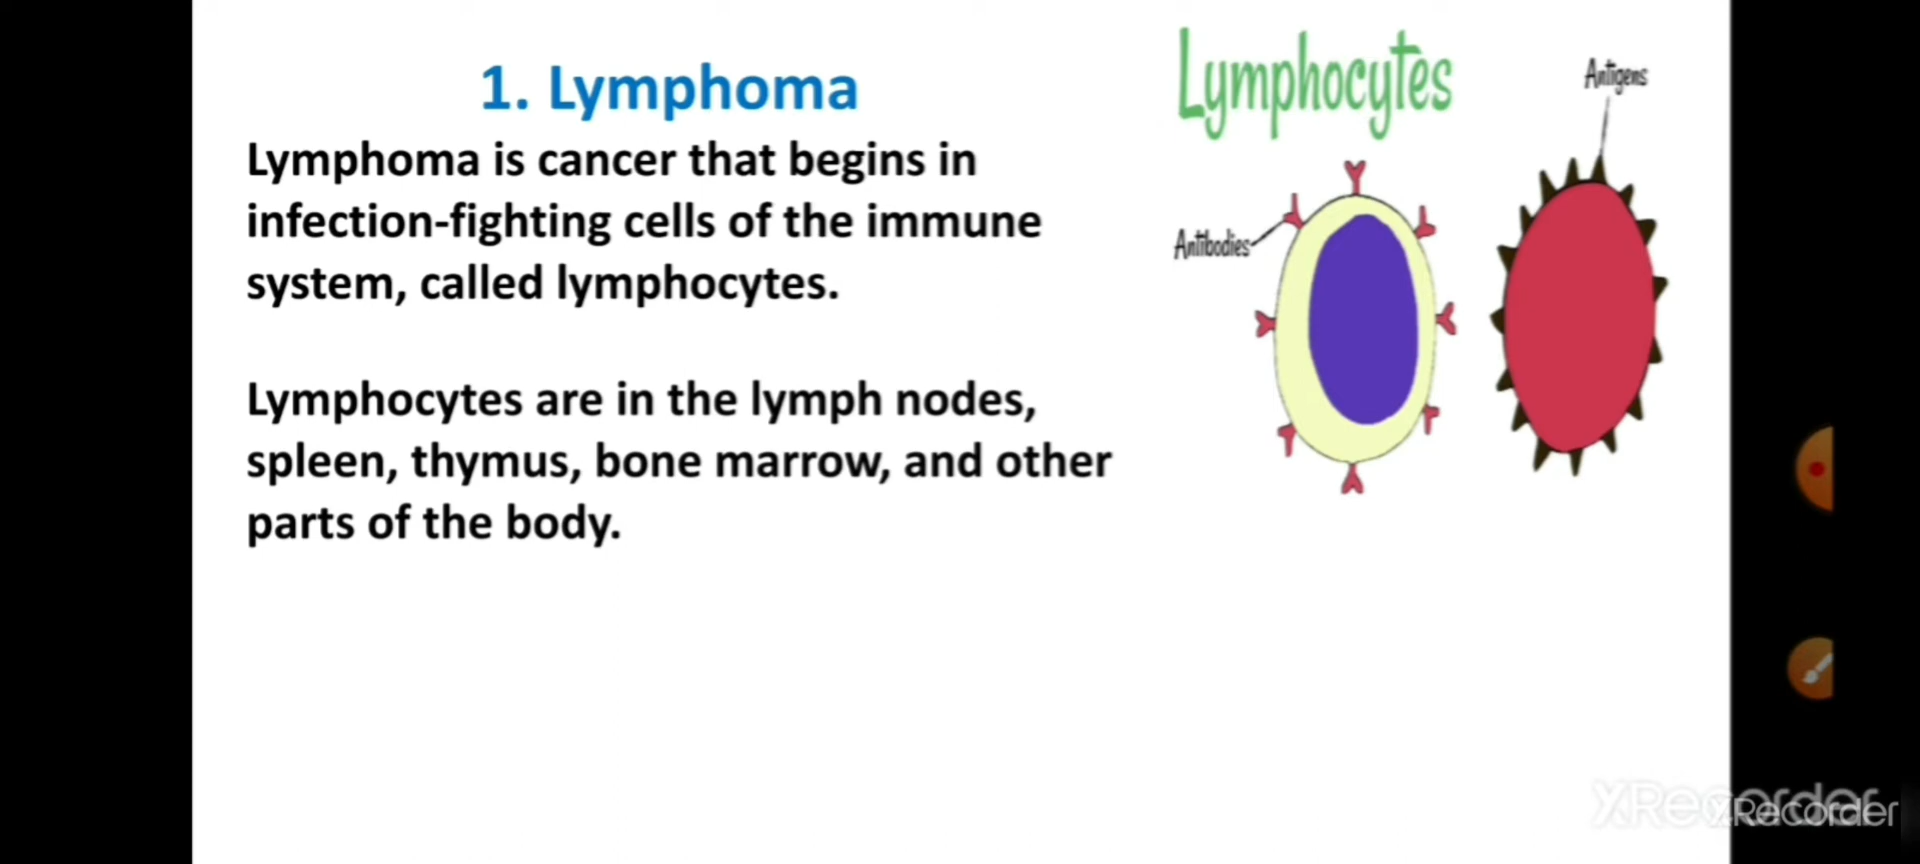 1. Lymphoma
Lymphoma is cancer that begins in
infection-fighting cells of the immune
system, called lymphocytes.
Lymphocytes are in the lymph nodes,
spleen, thymus, bone marrow, and other
parts of the body.
Lymphocytes
Antigens
Antibodies
XRecorder
XRecorder